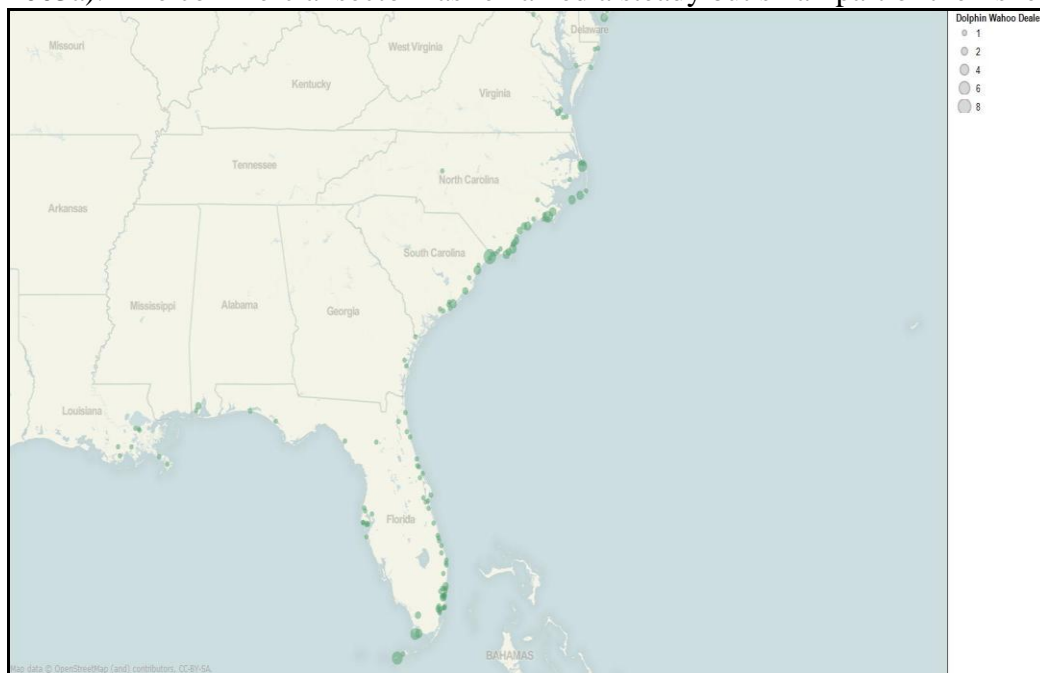 Missouri
West Virginia
Delaware
Kentucky
Virginia
Tennessee
North Carolina
Arkansas
South Carolina
Mississippi
Alabama
Georgia
Louisiana
Florida
BAHAMAS
Map data © OpenStreetMap (and) contributors, CC-BY-SA
Dolphin Wahoo Deale
1
2
4
6
8